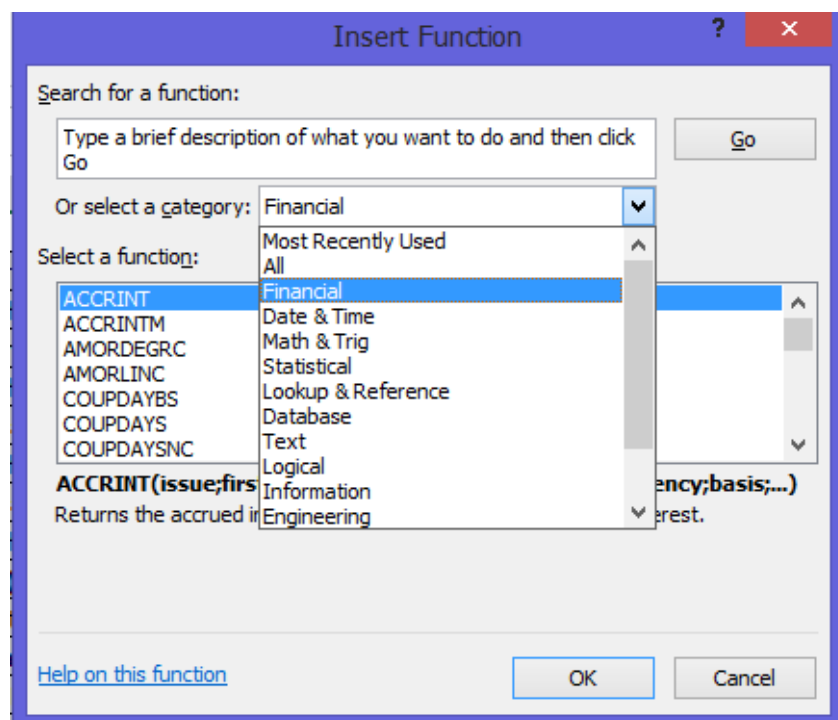 Insert Function
?
Search for a function:
Type a brief description of what you want to do and then click
Go
Go
Or select a category:
Financial
Most Recently Used
All
Financial
Date & Time
Math & Trig
Statistical
Lookup & Reference
Database
Text
Logical
Information
Engineering
Select a function:
ACCRINT
ACCRINTM
AMORDEGRC
AMORLINC
COUPDAYBS
COUPDAYS
COUPDAYSNC
ACCRINT(issue;firs ency;basis;...)
Returns the accrued in erest.
Help on this function
OK
Cancel